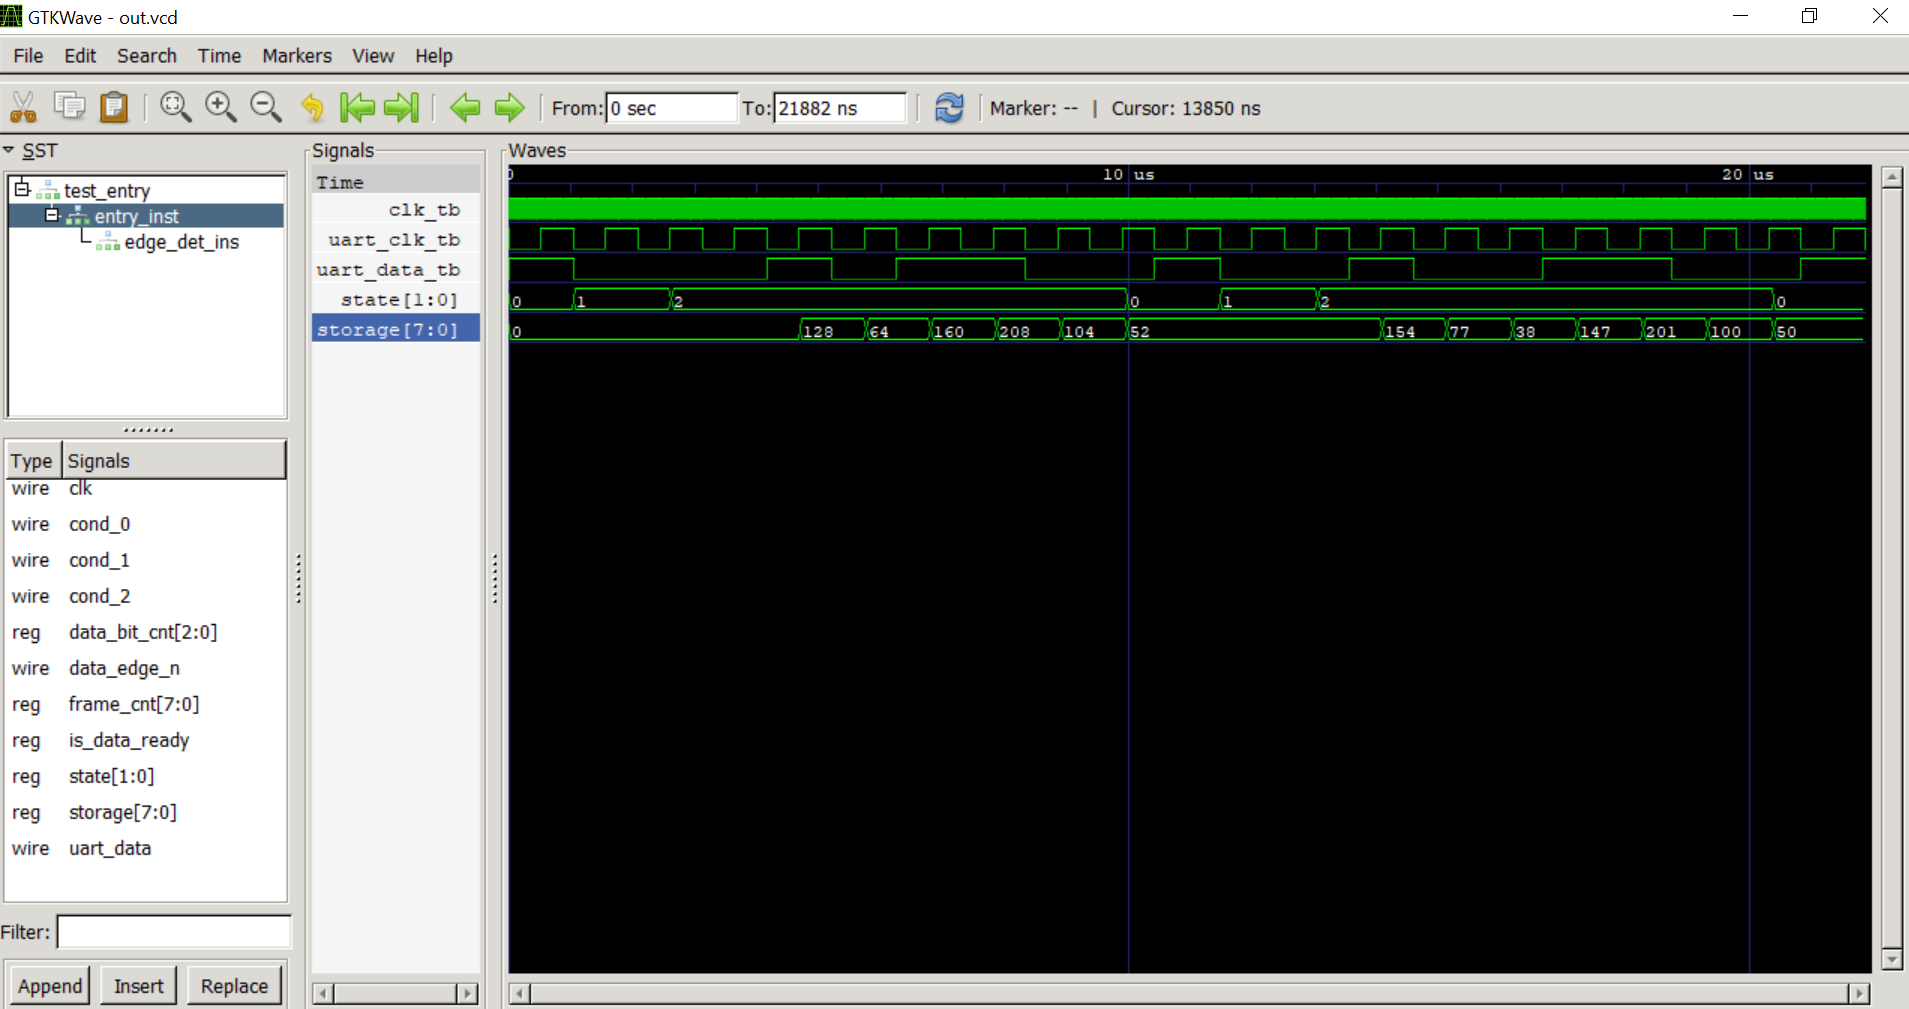 GTKWave - out.vcd
File Edit Search Time Markers View Help
From: 0 sec To: 21882 ns Marker: -- | Cursor: 13850 ns
SST
test_entry
entry_inst
edge_det_ins
Type Signals
wire clk
wire cond_0
wire cond_1
wire cond_2
reg data_bit_cnt[2:0]
wire data_edge_n
reg frame_cnt[7:0]
reg is_data_ready
reg state[1:0]
reg storage[7:0]
wire uart_data
Filter:
Append Insert Replace
Signals
Time
clk_tb
uart_clk_tb
uart_data_tb
state[1:0]
storage[7:0]
Waves
0 10 us 20 us
0 1 2 0 1 2 0
0 128 64 160 208 104 52 154 77 38 147 201 100 50